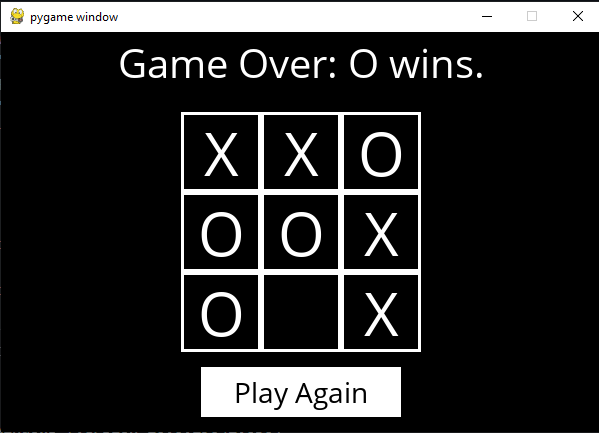 pygame window
Game Over: O wins.
X X O
O O X
O X
Play Again